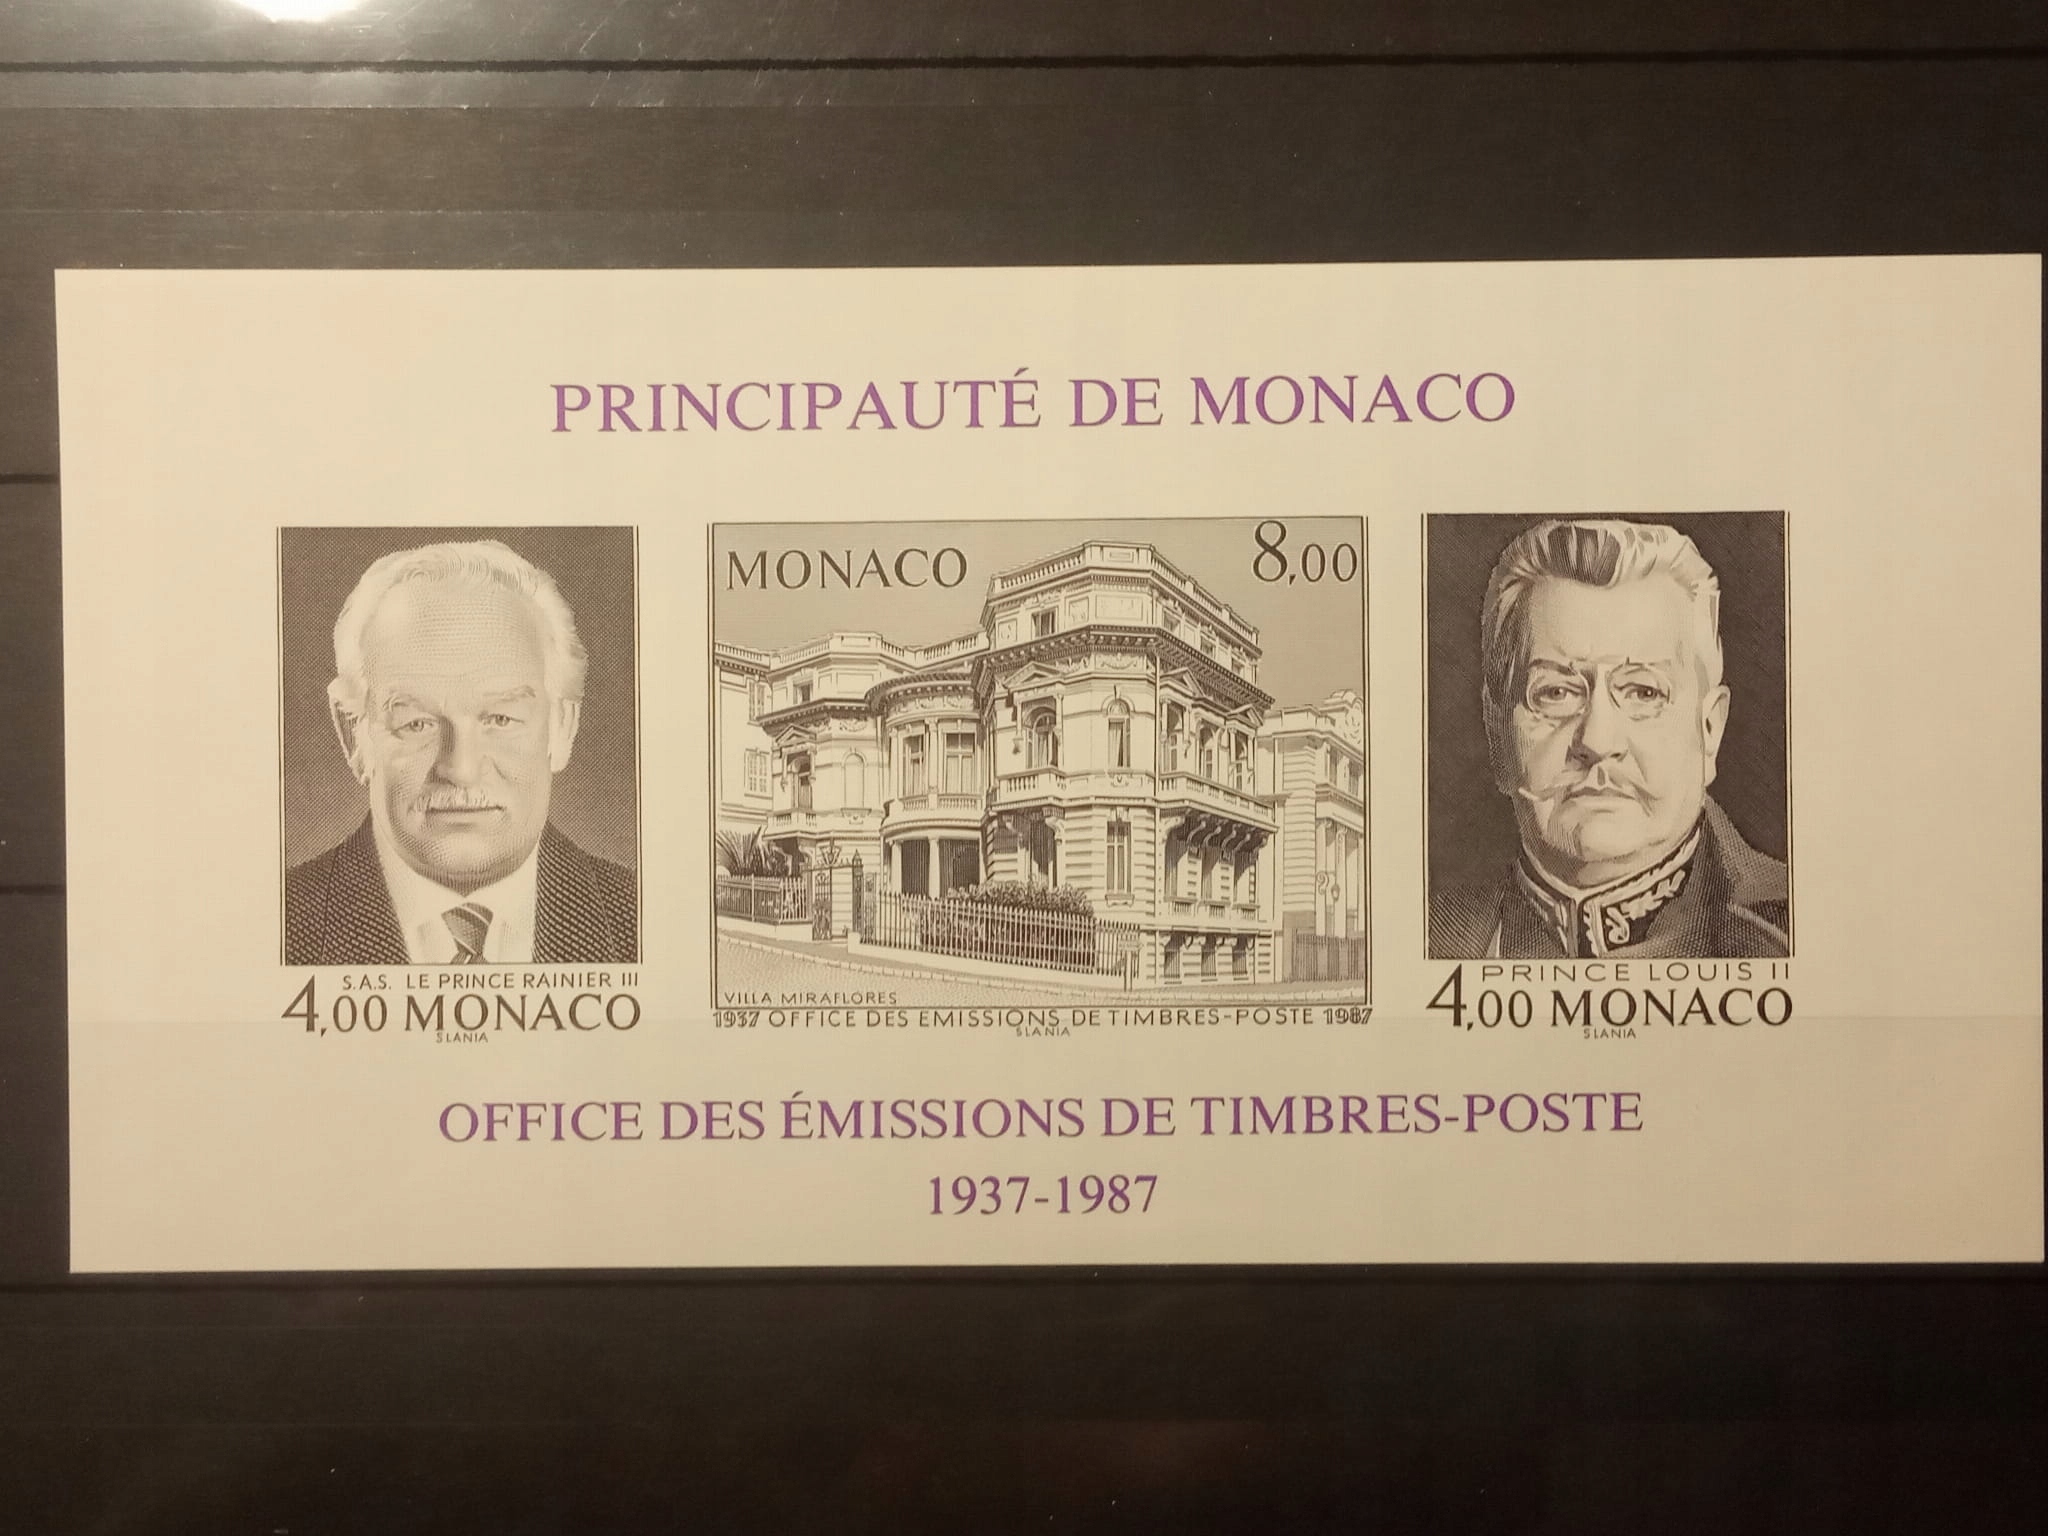 PRINCIPAUTÉ DE MONACO
S.A.S. LE PRINCE RAINIER III
4,00 MONACO
SLANIA
MONACO 8,00
VILLA MIRAFLORES
1937 OFFICE DES EMISSIONS DE TIMBRES-POSTE 1987
SLANIA
PRINCE LOUIS II
4,00 MONACO
SLANIA
OFFICE DES ÉMISSIONS DE TIMBRES-POSTE
1937-1987